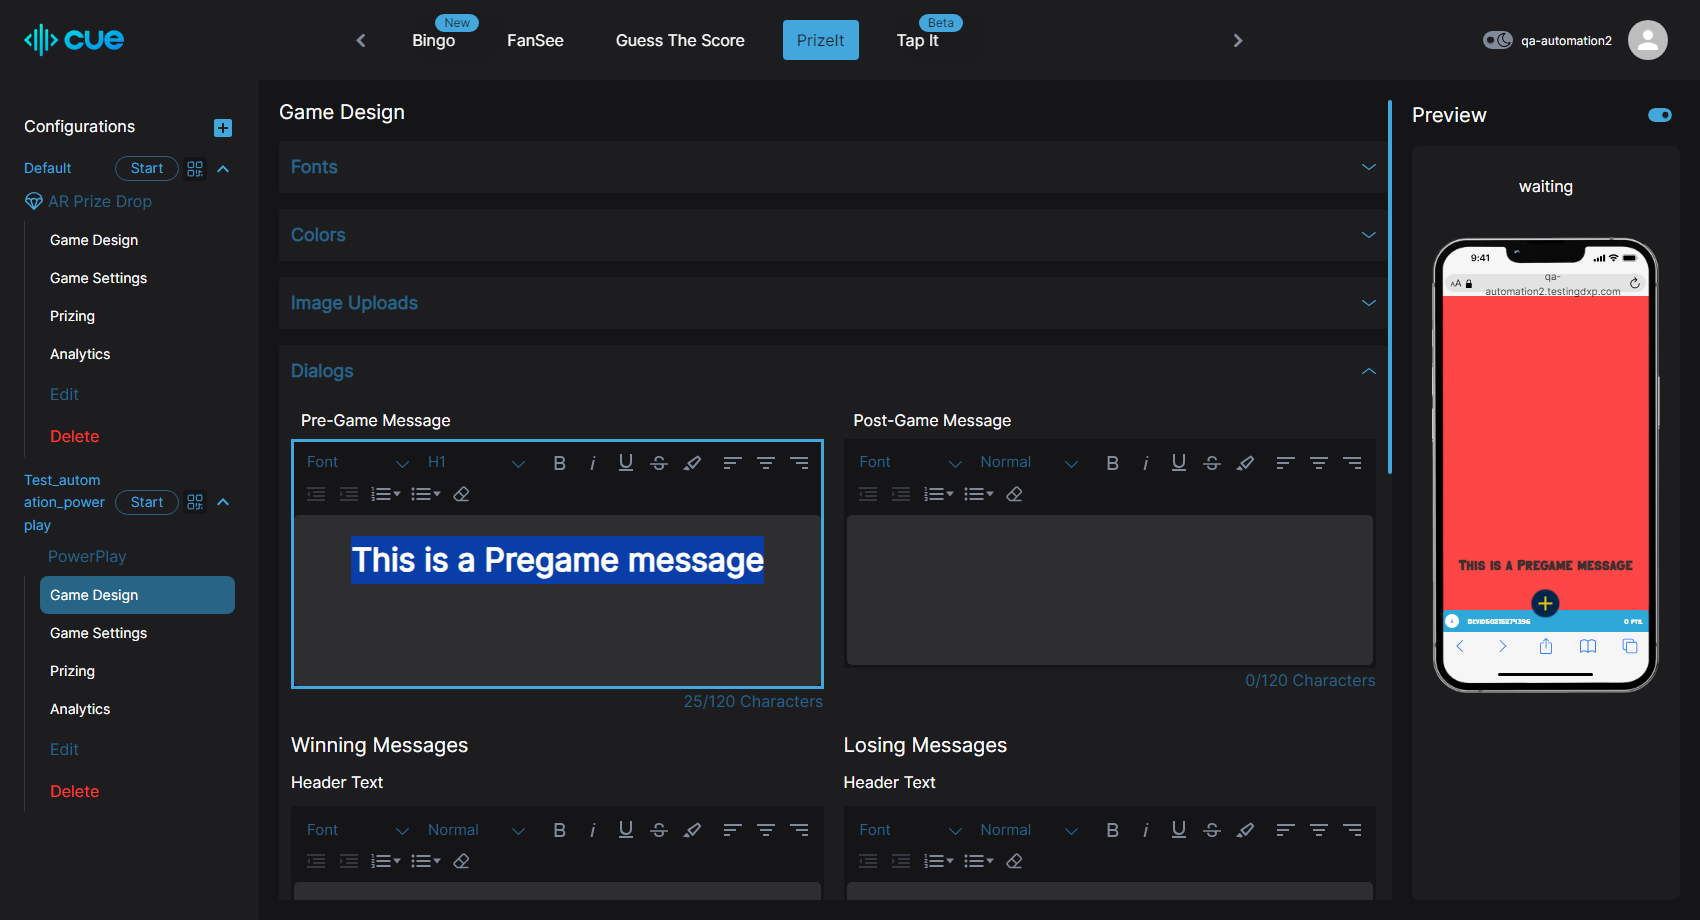 cue
Bingo
New
FanSee
Guess The Score
PrizeIt
Tap It
Beta
qa-automation2
Configurations
Default
Start
AR Prize Drop
Game Design
Game Settings
Prizing
Analytics
Edit
Delete
Test_autom
ation_power
play
Start
PowerPlay
Game Design
Game Settings
Prizing
Analytics
Edit
Delete
Game Design
Fonts
Colors
Image Uploads
Dialogs
Pre-Game Message
Font
H1
This is a Pregame message
25/120 Characters
Post-Game Message
Font
Normal
0/120 Characters
Winning Messages
Header Text
Font
Normal
Losing Messages
Header Text
Font
Normal
Preview
waiting
9:41
AA
qa-
automation2.testingdxp.com
This is a Pregame message
0 PTS.